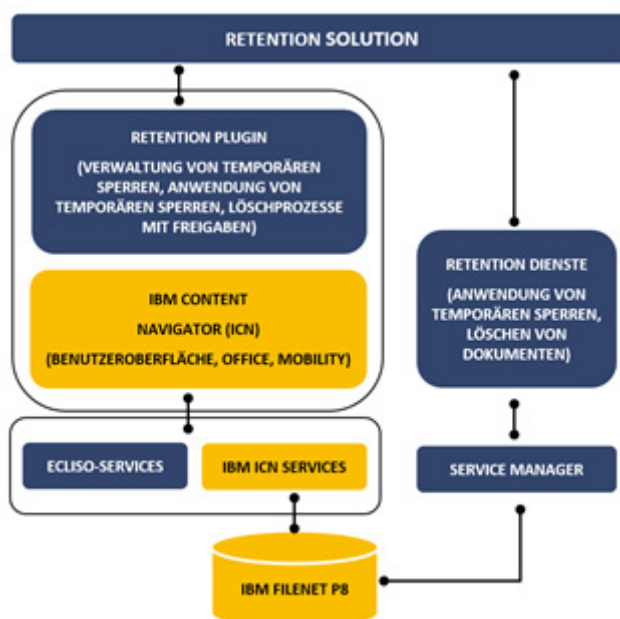 RETENTION SOLUTION
RETENTION PLUGIN
(VERWALTUNG VON TEMPORÄREN
SPERREN, ANWENDUNG VON
TEMPORÄREN SPERREN, LÖSCHPROZESSE
MIT FREIGABEN)
IBM CONTENT
NAVIGATOR (ICN)
(BENUTZEROBERFLÄCHE, OFFICE, MOBILITY)
RETENTION DIENSTE
(ANWENDUNG VON
TEMPORÄREN SPERREN,
LÖSCHEN VON
DOKUMENTEN)
ECLISO-SERVICES
IBM ICN SERVICES
SERVICE MANAGER
IBM FILENET P8